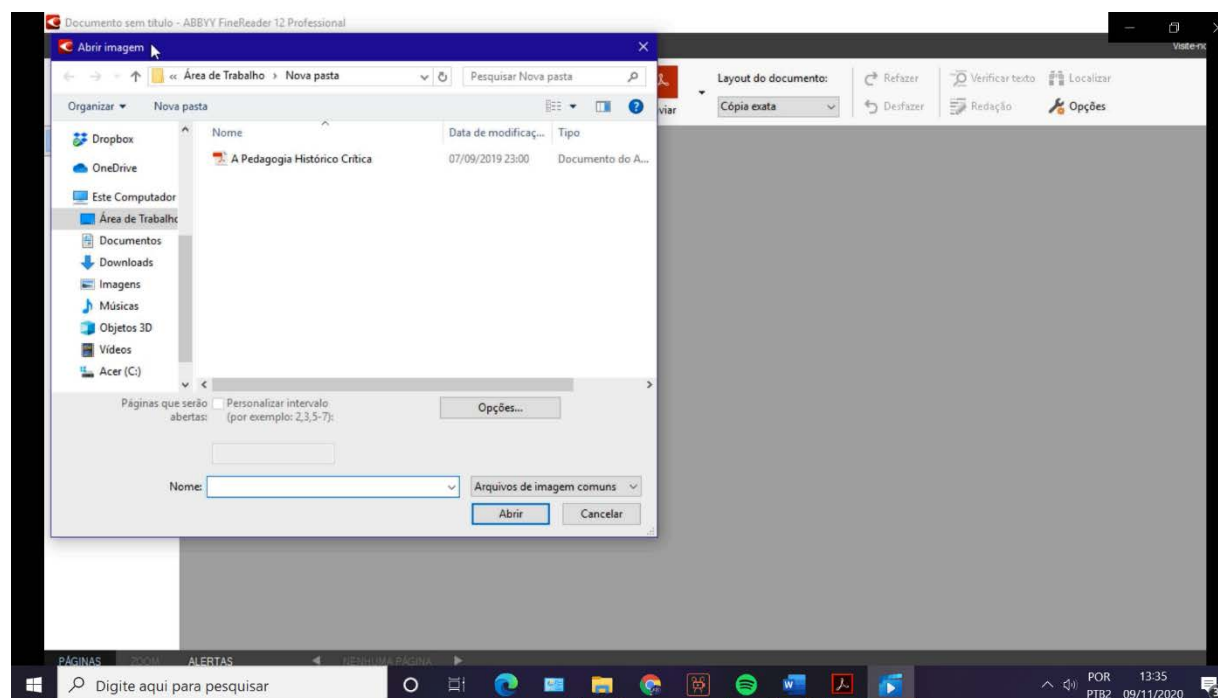 Documento sem título - ABBYY FineReader 12 Professional
Abrir imagem
Visite-no
« Área de Trabalho › Nova pasta
Pesquisar Nova pasta
Layout do documento:
Refazer
Verificar texto
Localizar
viar
Cópia exata
Desfazer
Redação
Opções
Organizar
Nova pasta
Nome
Data de modificaç...
Tipo
A Pedagogia Histórico Crítica
07/09/2019 23:00
Documento do A...
Dropbox
OneDrive
Este Computador
Área de Trabalho
Documentos
Downloads
Imagens
Músicas
Objetos 3D
Vídeos
Acer (C:)
Páginas que serão abertas:
Personalizar intervalo
(por exemplo: 2,3,5-7):
Opções...
Nome:
Arquivos de imagem comuns
Abrir
Cancelar
PÁGINAS
ZOOM
ALERTAS
NENHUMA PÁGINA
Digite aqui para pesquisar
POR
PTB2
13:35
09/11/2020